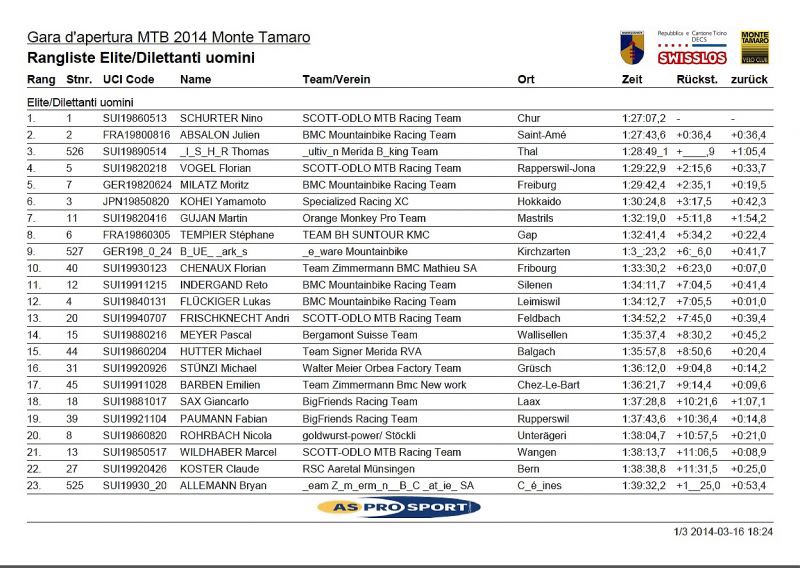 Gara d'apertura MTB 2014 Monte Tamaro
Rangliste Elite/Dilettanti uomini
Repubblica e Cantone Ticino
DECS
SWISSLOS
MONTE
TAMARO
VELO CLUB
Rang Stnr. UCI Code Name Team/Verein Ort Zeit Rückst. zurück
Elite/Dilettanti uomini
1. 1 SUI19860513 SCHURTER Nino SCOTT-ODLO MTB Racing Team Chur 1:27:07,2 - -
2. 2 FRA19800816 ABSALON Julien BMC Mountainbike Racing Team Saint-Amé 1:27:43,6 +0:36,4 +0:36,4
3. 526 SUI19890514 _I_S_H_R Thomas _ultiv_n Merida B_king Team Thal 1:28:49_1 +____,9 +1:05,4
4. 5 SUI19820218 VOGEL Florian SCOTT-ODLO MTB Racing Team Rapperswil-Jona 1:29:22,9 +2:15,6 +0:33,7
5. 7 GER19820624 MILATZ Moritz BMC Mountainbike Racing Team Freiburg 1:29:42,4 +2:35,1 +0:19,5
6. 3 JPN19850820 KOHEI Yamamoto Specialized Racing XC Hokkaido 1:30:24,8 +3:17,5 +0:42,3
7. 11 SUI19820416 GUJAN Martin Orange Monkey Pro Team Mastrils 1:32:19,0 +5:11,8 +1:54,2
8. 6 FRA19860305 TEMPIER Stéphane TEAM BH SUNTOUR KMC Gap 1:32:41,4 +5:34,2 +0:22,4
9. 527 GER198_0_24 B_UE_ _ark_s _e_ware Mountainbike Kirchzarten 1:3_:23,2 +6:_6,0 +0:41,7
10. 40 SUI19930123 CHENAUX Florian Team Zimmermann BMC Mathieu SA Fribourg 1:33:30,2 +6:23,0 +0:07,0
11. 12 SUI19911215 INDERGAND Reto BMC Mountainbike Racing Team Silenen 1:34:11,7 +7:04,5 +0:41,4
12. 4 SUI19840131 FLÜCKIGER Lukas BMC Mountainbike Racing Team Leimiswil 1:34:12,7 +7:05,5 +0:01,0
13. 20 SUI19940707 FRISCHKNECHT Andri SCOTT-ODLO MTB Racing Team Feldbach 1:34:52,2 +7:45,0 +0:39,4
14. 15 SUI19880216 MEYER Pascal Bergamont Suisse Team Wallisellen 1:35:37,4 +8:30,2 +0:45,2
15. 44 SUI19860204 HUTTER Michael Team Signer Merida RVA Balgach 1:35:57,8 +8:50,6 +0:20,4
16. 31 SUI19920926 STÜNZI Michael Walter Meier Orbea Factory Team Grüsch 1:36:12,0 +9:04,8 +0:14,2
17. 45 SUI19911028 BARBEN Emilien Team Zimmermann Bmc New work Chez-Le-Bart 1:36:21,7 +9:14,4 +0:09,6
18. 18 SUI19881017 SAX Giancarlo BigFriends Racing Team Laax 1:37:28,8 +10:21,6 +1:07,1
19. 39 SUI19921104 PAUMANN Fabian BigFriends Racing Team Rupperswil 1:37:43,6 +10:36,4 +0:14,8
20. 8 SUI19860820 ROHRBACH Nicola goldwurst-power/ Stöckli Unterägeri 1:38:04,7 +10:57,5 +0:21,0
21. 13 SUI19850517 WILDHABER Marcel SCOTT-ODLO MTB Racing Team Wangen 1:38:13,7 +11:06,5 +0:08,9
22. 27 SUI19920426 KOSTER Claude RSC Aaretal Münsingen Bern 1:38:38,8 +11:31,5 +0:25,0
23. 525 SUI19930_20 ALLEMANN Bryan _eam Z_m_erm_n__B_C _at_ie_ SA C_é_ines 1:39:32,2 +1__25,0 +0:53,4
AS PRO SPORT
1/3 2014-03-16 18:24